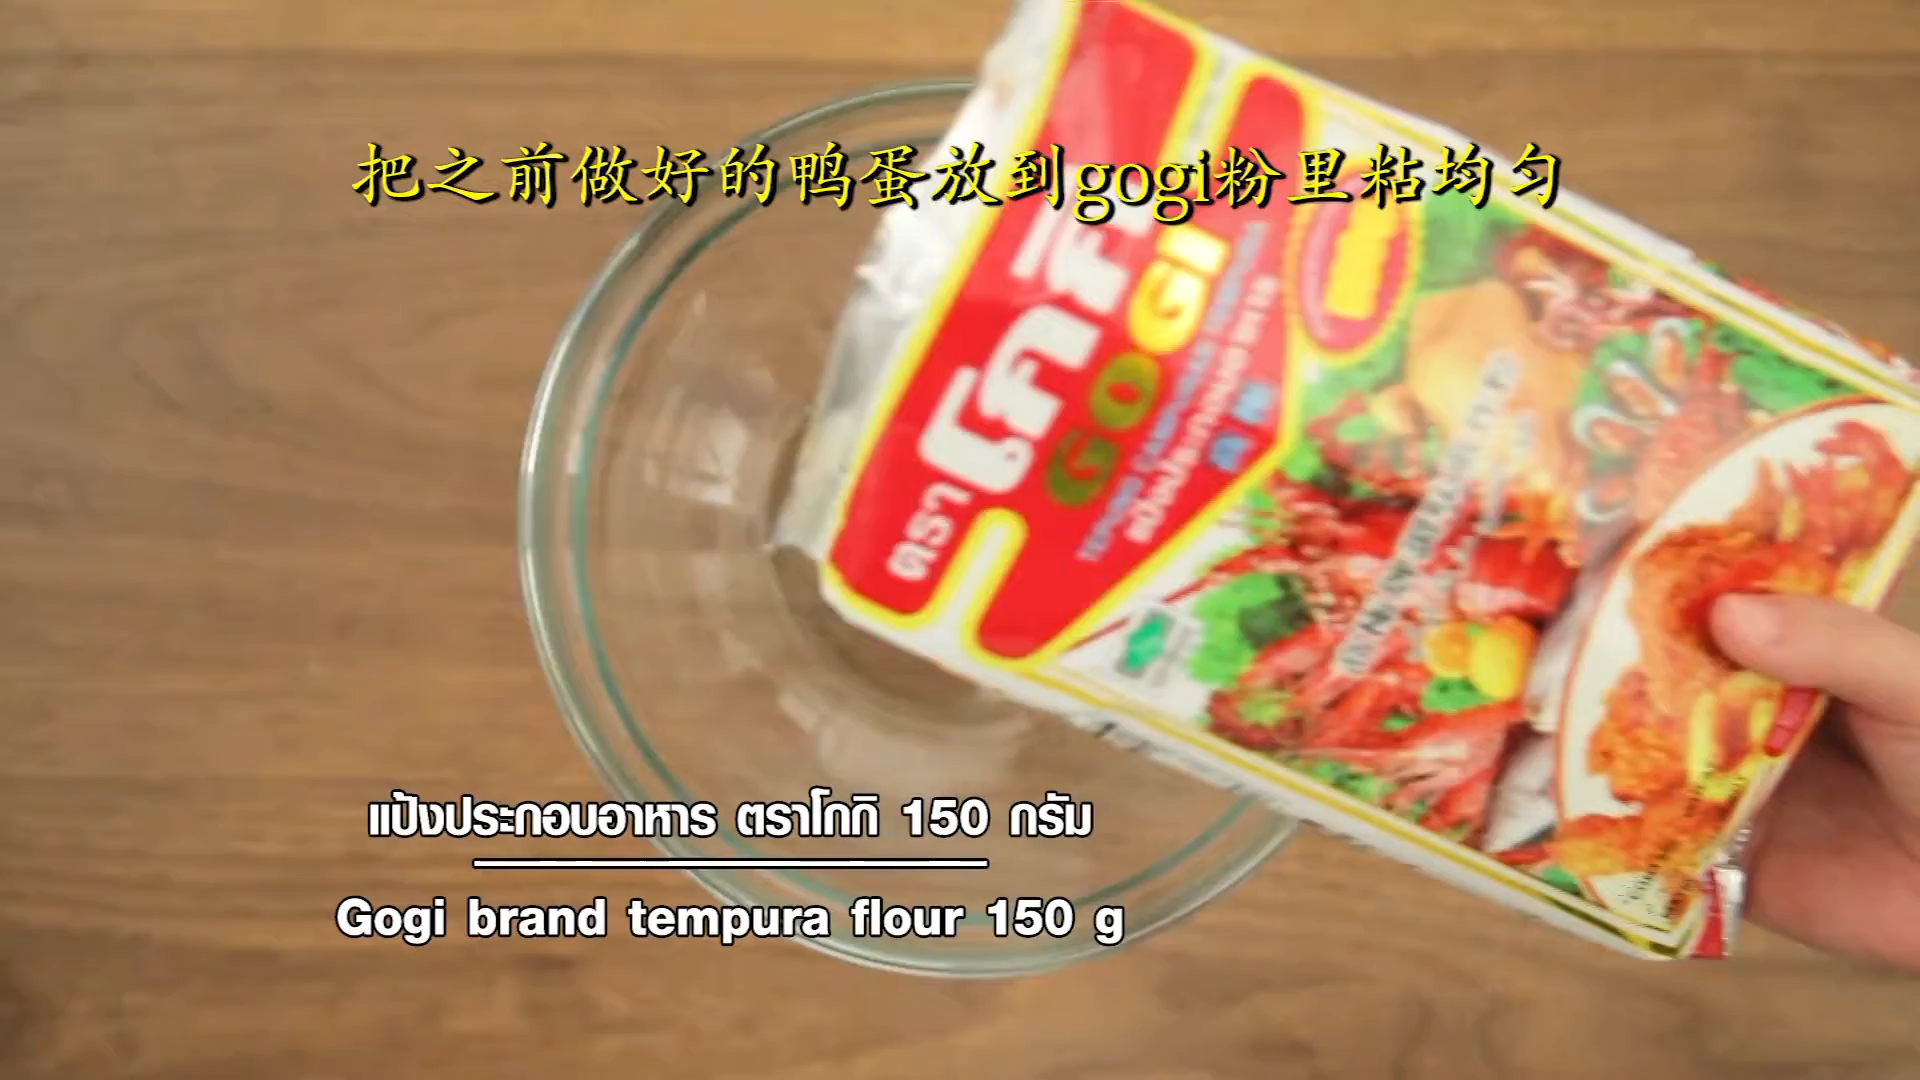 把之前做好的鸭蛋放到gogi粉里粘均匀
ตรา
โกกิ
GOGI
แป้งประกอบอาหาร ตราโกกิ 150 กรัม
Gogi brand tempura flour 150 g